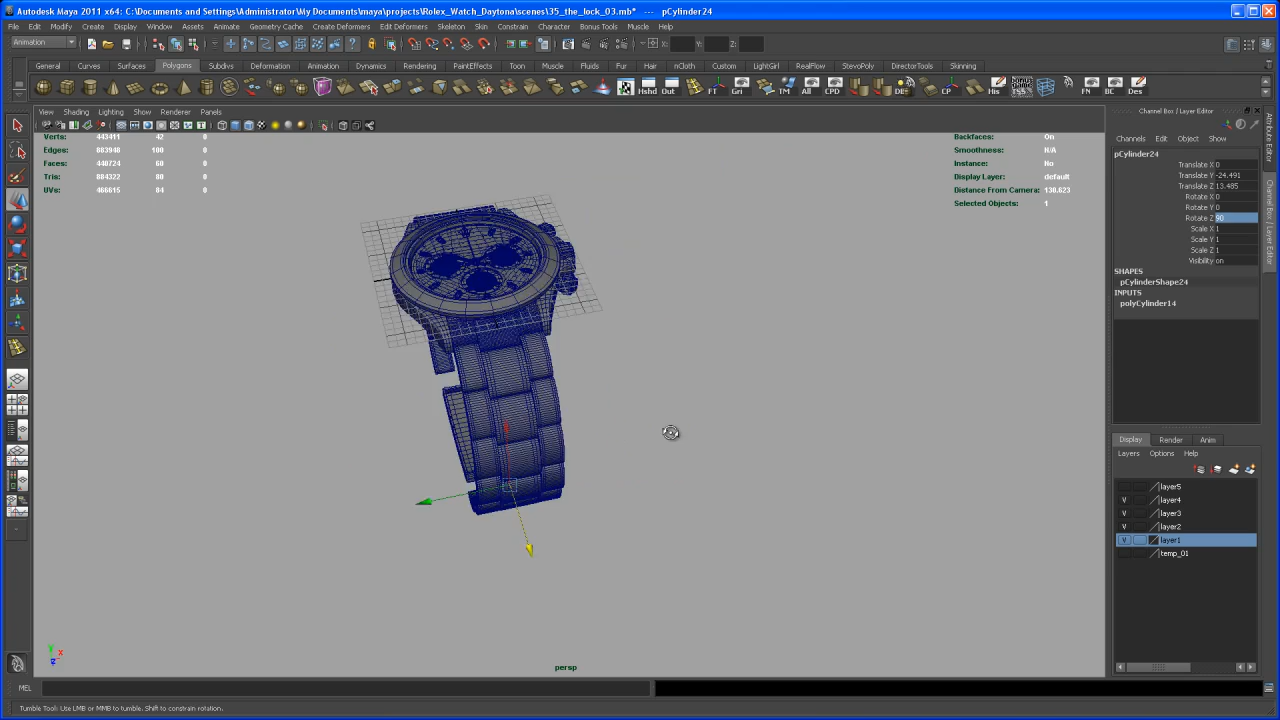 Autodesk Maya 2011 x64: C:\Documents and Settings\Administrator\My Documents\maya\projects\Rolex_Watch_Daytona\scenes\35_the_lock_03.mb* --- pCylinder24
File Edit Modify Create Display Window Assets Animate Geometry Cache Create Deformers Edit Deformers Skeleton Skin Constrain Character Bonus Tools Muscle Help
Animation X: Y: Z:
General Curves Surfaces Polygons Subdivs Deformation Animation Dynamics Rendering PaintEffects Toon Muscle Fluids Fur Hair nCloth Custom LightGirl RealFlow StevoPoly DirectorTools Skinning
Hshd Out FT Gri TM All CPD CP His FN BC Des
View Shading Lighting Show Renderer Panels
Channel Box / Layer Editor
Verts: 443411 42 0
Edges: 883948 100 0
Faces: 440724 60 0
Tris: 884322 80 0
UVs: 466615 84 0
Backfaces: On
Smoothness: N/A
Instance: No
Display Layer: default
Distance From Camera: 130.623
Selected Objects: 1
Channels Edit Object Show
pCylinder24
Translate X 0
Translate Y -24.491
Translate Z 13.485
Rotate X 0
Rotate Y 0
Rotate Z 90
Scale X 1
Scale Y 1
Scale Z 1
Visibility on
SHAPES
pCylinderShape24
INPUTS
polyCylinder14
Attribute Editor
Channel Box / Layer Editor
Display Render Anim
Layers Options Help
layer5
V layer4
V layer3
V layer2
V layer1
temp_01
y x z
persp
MEL
Tumble Tool: Use LMB or MMB to tumble. Shift to constrain rotation.